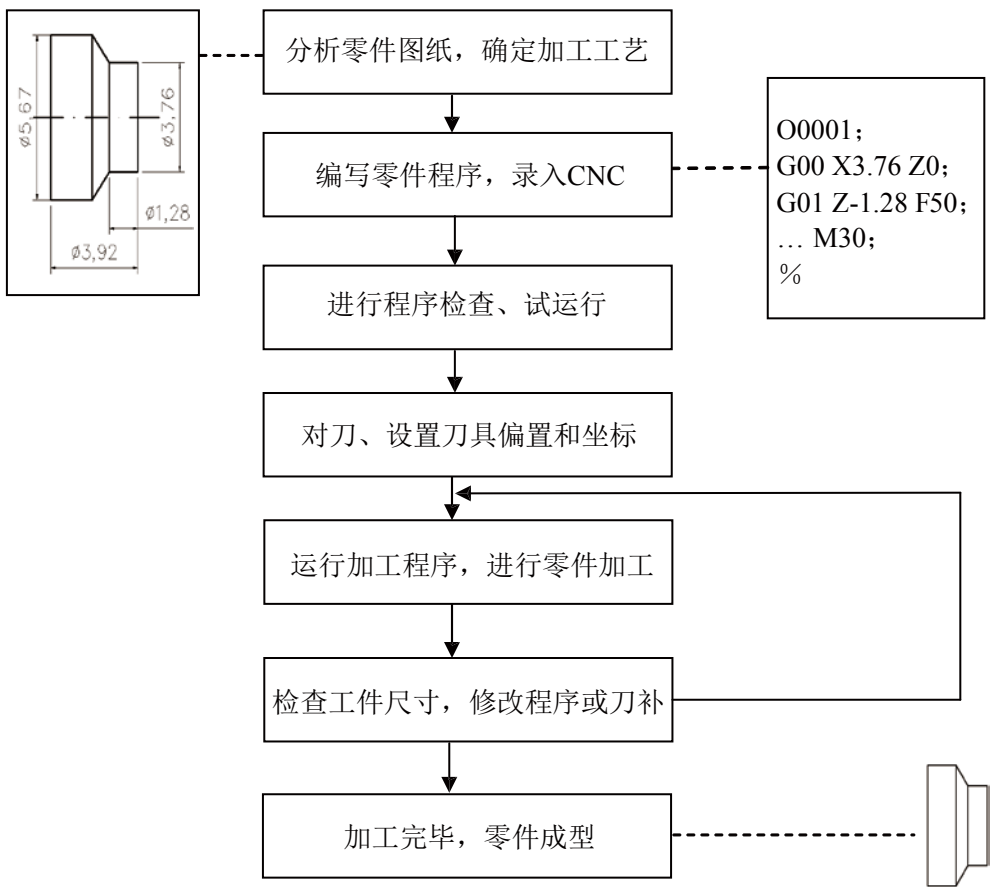 分析零件图纸，确定加工工艺
ø5,67
ø3,76
ø1,28
ø3,92
编写零件程序，录入CNC
O0001；
G00 X3.76 Z0；
G01 Z-1.28 F50；
… M30；
％
进行程序检查、试运行
对刀、设置刀具偏置和坐标
运行加工程序，进行零件加工
检查工件尺寸，修改程序或刀补
加工完毕，零件成型